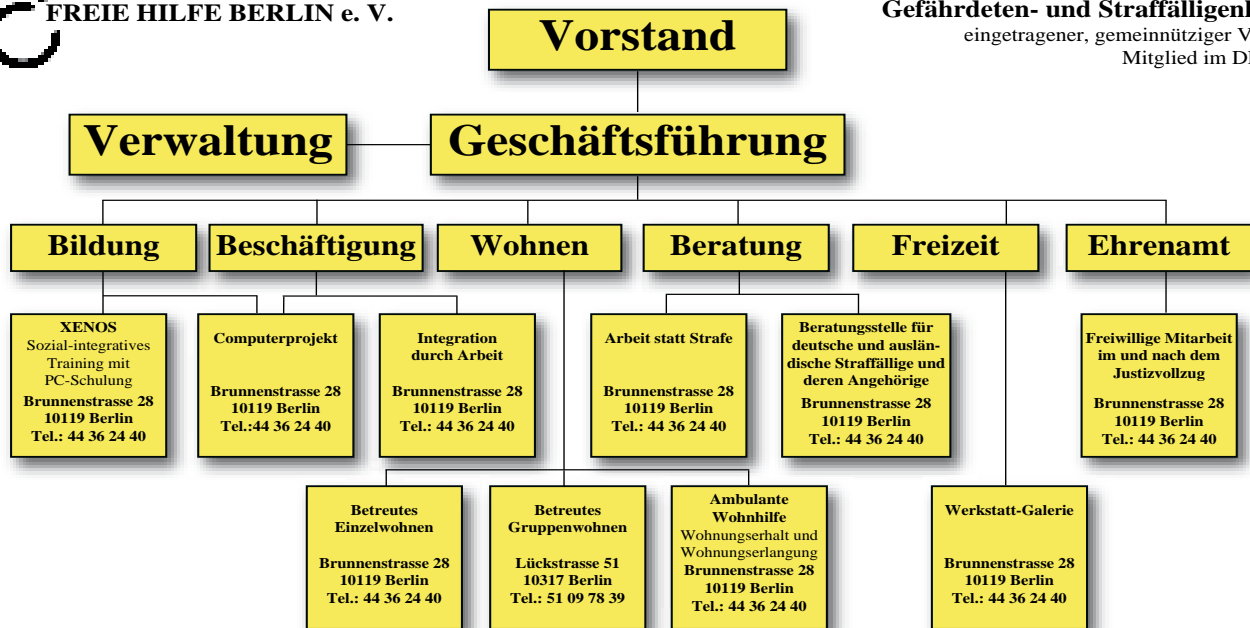 FREIE HILFE BERLIN e. V.
Gefährdeten- und
eingetragener, gemeinnütziger
Mitglied im
Vorstand
Verwaltung
Geschäftsführung
Bildung
Beschäftigung
Wohnen
Beratung
Freizeit
Ehrenamt
XENOS
Sozial-integratives
Training mit
PC-Schulung
Brunnenstrasse 28
10119 Berlin
Tel.: 44 36 24 40
Computerprojekt
Brunnenstrasse 28
10119 Berlin
Tel.:44 36 24 40
Integration
durch Arbeit
Brunnenstrasse 28
10119 Berlin
Tel.: 44 36 24 40
Arbeit statt Strafe
Brunnenstrasse 28
10119 Berlin
Tel.: 44 36 24 40
Beratungsstelle für
deutsche und auslän-
dische Straffällige und
deren Angehörige
Brunnenstrasse 28
10119 Berlin
Tel.: 44 36 24 40
Freiwillige Mitarbeit
im und nach dem
Justizvollzug
Brunnenstrasse 28
10119 Berlin
Tel.: 44 36 24 40
Betreutes
Einzelwohnen
Brunnenstrasse 28
10119 Berlin
Tel.: 44 36 24 40
Betreutes
Gruppenwohnen
Lückstrasse 51
10317 Berlin
Tel.: 51 09 78 39
Ambulante
Wohnhilfe
Wohnungserhalt und
Wohnungserlangung
Brunnenstrasse 28
10119 Berlin
Tel.: 44 36 24 40
Werkstatt-Galerie
Brunnenstrasse 28
10119 Berlin
Tel.: 44 36 24 40